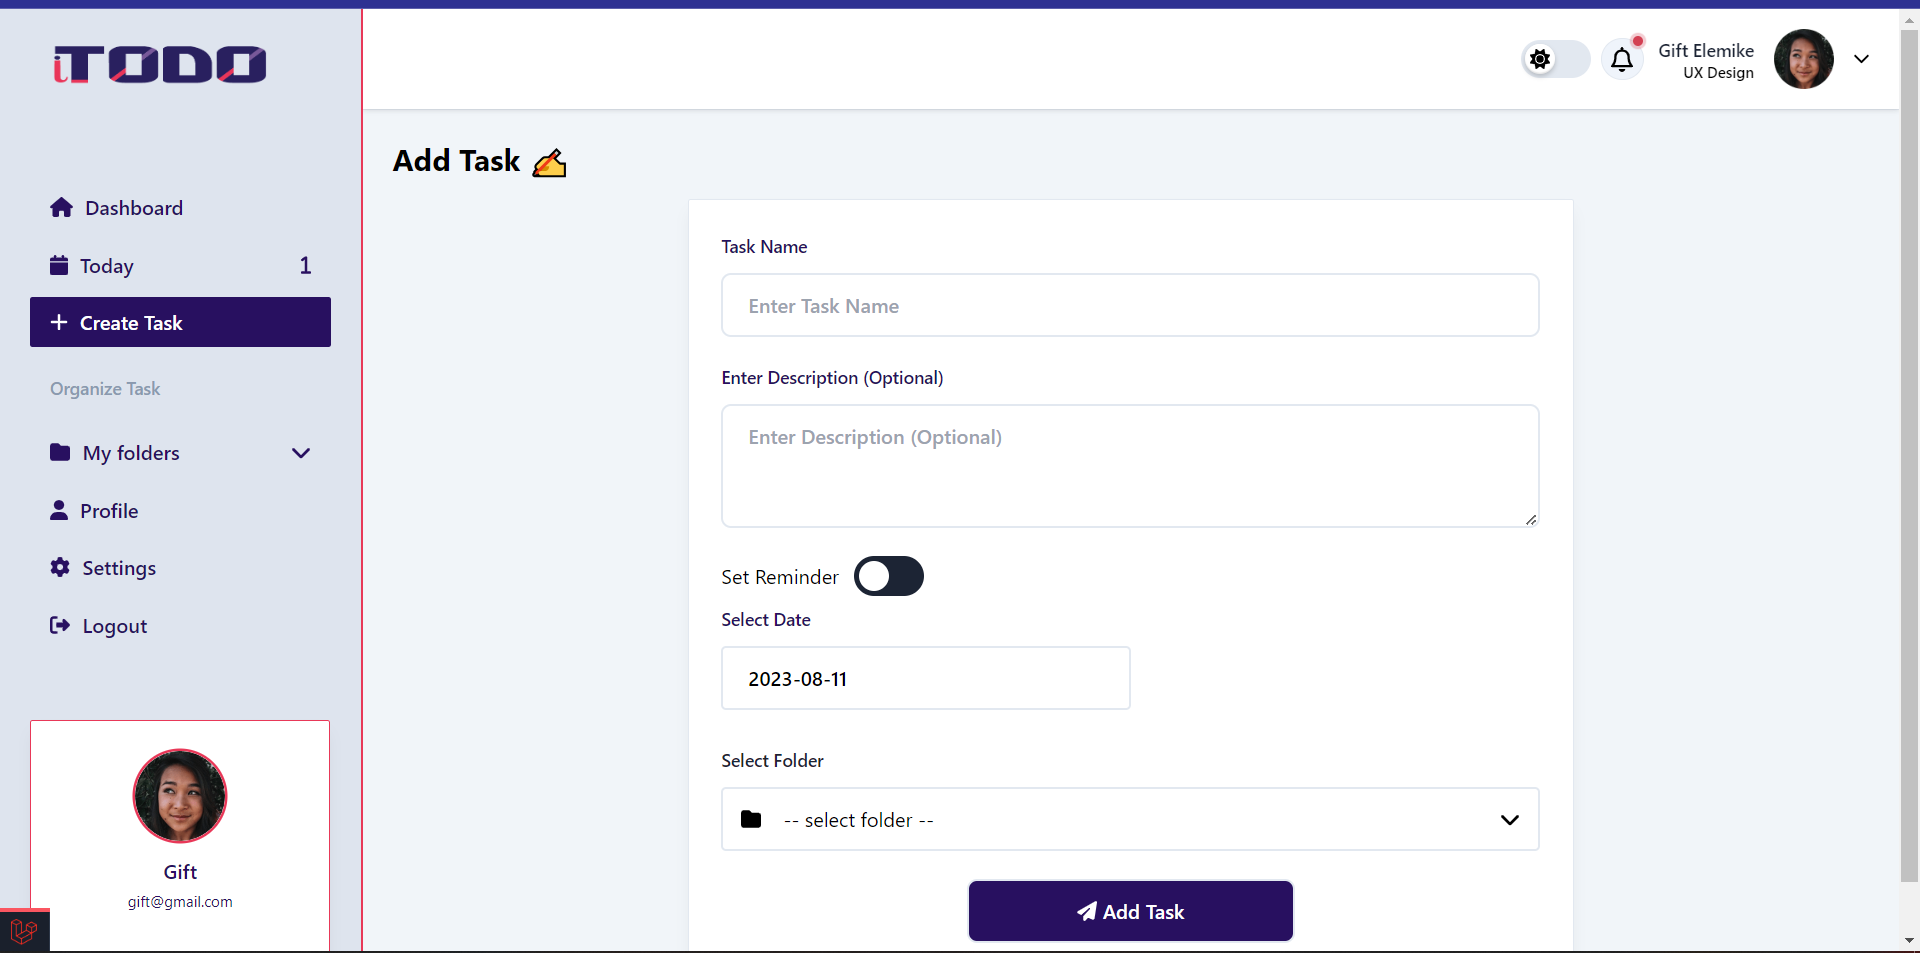 iTODO
Dashboard
Today 1
Create Task
Organize Task
My folders
Profile
Settings
Logout
Gift
gift@gmail.com
Gift Elemike
UX Design
Add Task
Task Name
Enter Task Name
Enter Description (Optional)
Enter Description (Optional)
Set Reminder
Select Date
2023-08-11
Select Folder
-- select folder --
Add Task